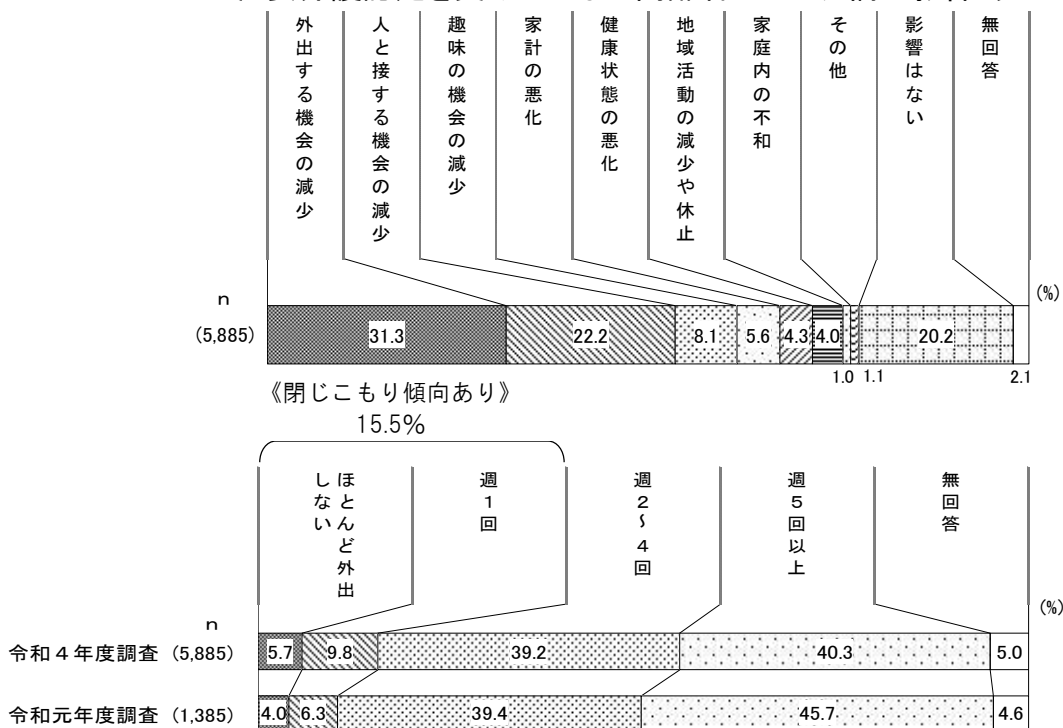 外出する機会の減少
人と接する機会の減少
趣味の機会の減少
家計の悪化
健康状態の悪化
地域活動の減少や休止
家庭内の不和
その他
影響はない
無回答
n
(%)
(5,885)
31.3
22.2
8.1
5.6
4.3
4.0
20.2
1.0
1.1
2.1
《閉じこもり傾向あり》
15.5%
ほとんど外出
しない
週1回
週2~4回
週5回以上
無回答
n
(%)
令和4年度調査 (5,885)
5.7
9.8
39.2
40.3
5.0
令和元年度調査 (1,385)
4.0
6.3
39.4
45.7
4.6